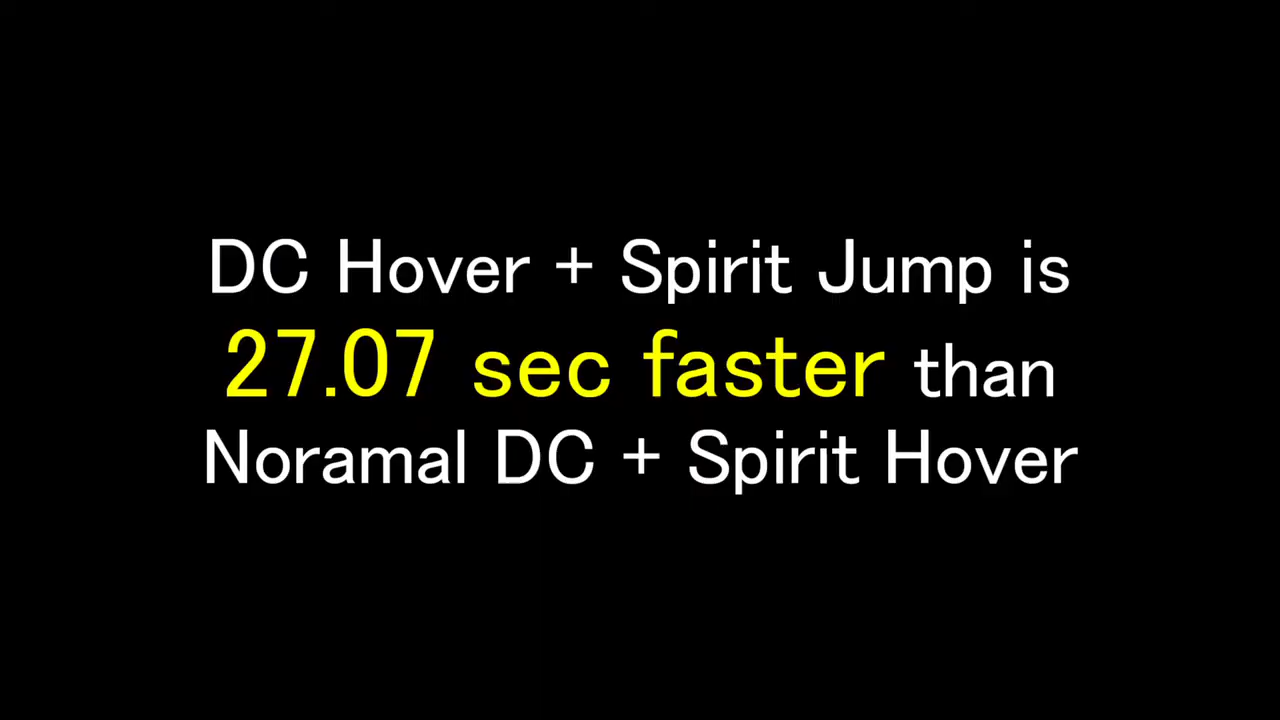 DC Hover + Spirit Jump is
27.07 sec faster than
Noramal DC + Spirit Hover